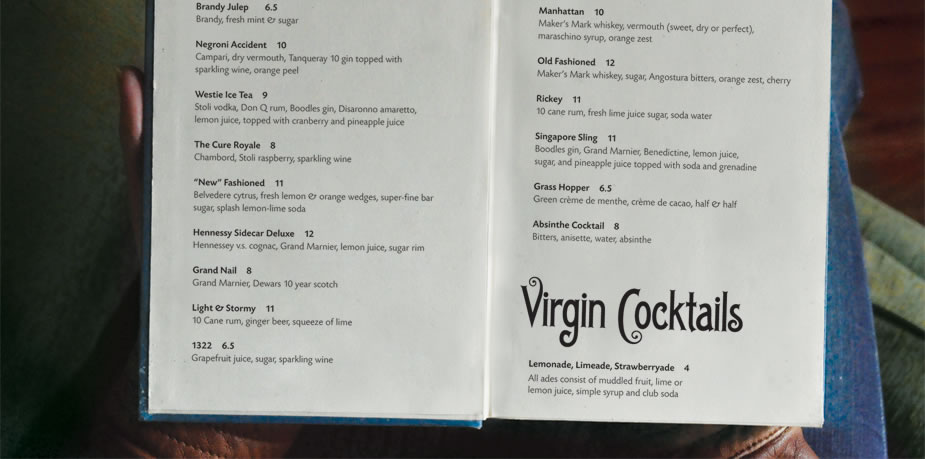 Brandy Julep 6.5
Brandy, fresh mint & sugar
Negroni Accident 10
Campari, dry vermouth, Tanqueray 10 gin topped with
sparkling wine, orange peel
Westie Ice Tea 9
Stoli vodka, Don Q rum, Boodles gin, Disaronno amaretto,
lemon juice, topped with cranberry and pineapple juice
The Cure Royale 8
Chambord, Stoli raspberry, sparkling wine
"New" Fashioned 11
Belvedere cytrus, fresh lemon & orange wedges, super-fine bar
sugar, splash lemon-lime soda
Hennessy Sidecar Deluxe 12
Hennessey v.s. cognac, Grand Marnier, lemon juice, sugar rim
Grand Nail 8
Grand Marnier, Dewars 10 year scotch
Light & Stormy 11
10 Cane rum, ginger beer, squeeze of lime
1322 6.5
Grapefruit juice, sugar, sparkling wine
Manhattan 10
Maker's Mark whiskey, vermouth (sweet, dry or perfect),
maraschino syrup, orange zest
Old Fashioned 12
Maker's Mark whiskey, sugar, Angostura bitters, orange zest, cherry
Rickey 11
10 cane rum, fresh lime juice sugar, soda water
Singapore Sling 11
Boodles gin, Grand Marnier, Benedictine, lemon juice,
sugar, and pineapple juice topped with soda and grenadine
Grass Hopper 6.5
Green crème de menthe, crème de cacao, half & half
Absinthe Cocktail 8
Bitters, anisette, water, absinthe
Virgin Cocktails
Lemonade, Limeade, Strawberryade 4
All ades consist of muddled fruit, lime or
lemon juice, simple syrup and club soda